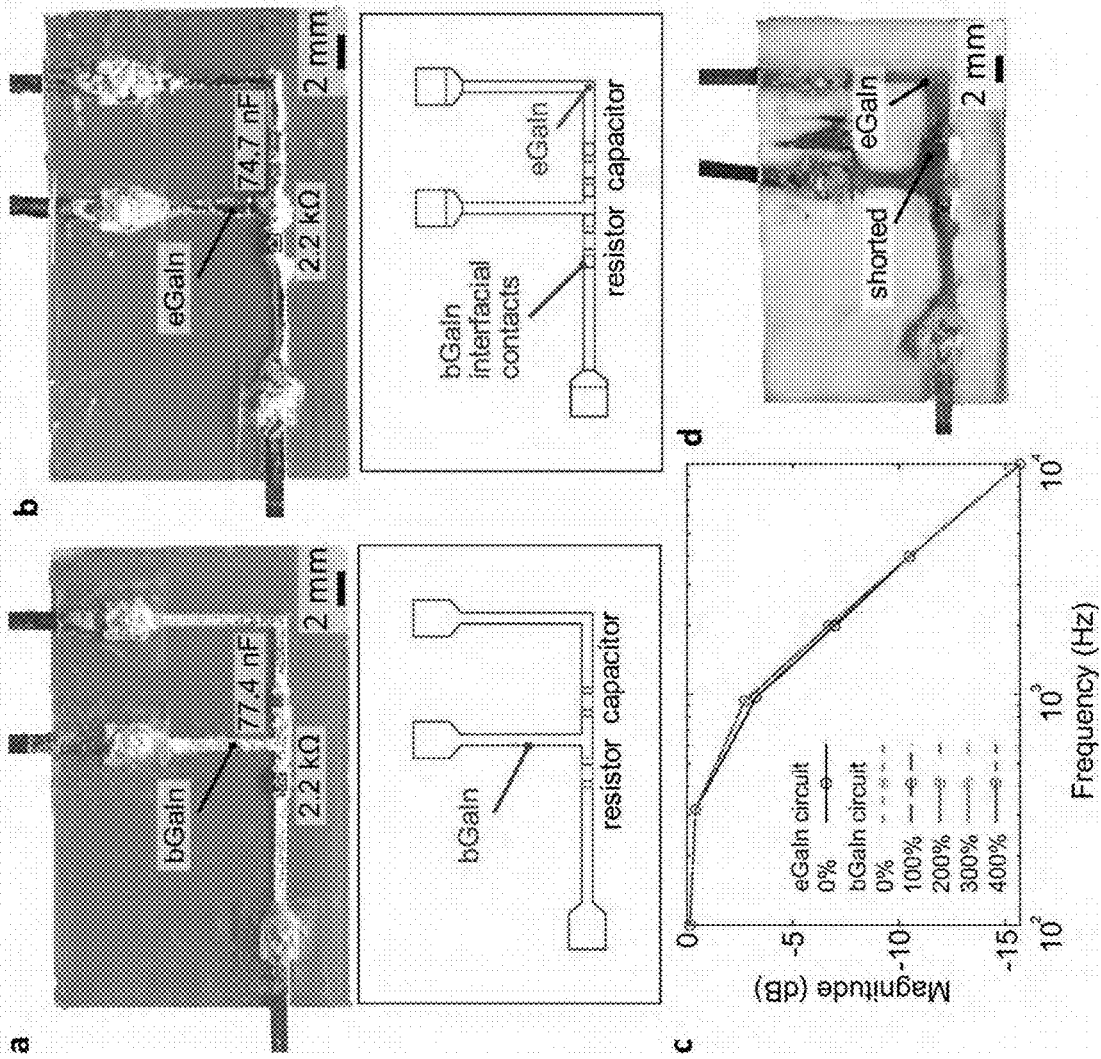 a
bGaIn
77.4 nF
2.2 kΩ
2 mm
bGaIn
resistor capacitor
b
eGaIn
74.7 nF
2.2 kΩ
2 mm
bGaIn
interfacial
contacts
eGaIn
resistor capacitor
c
0
-5
-10
-15
Magnitude (dB)
eGaIn circuit
0%
bGaIn circuit
0%
100%
200%
300%
400%
10²
10³
10⁴
Frequency (Hz)
d
shorted
eGaIn
2 mm